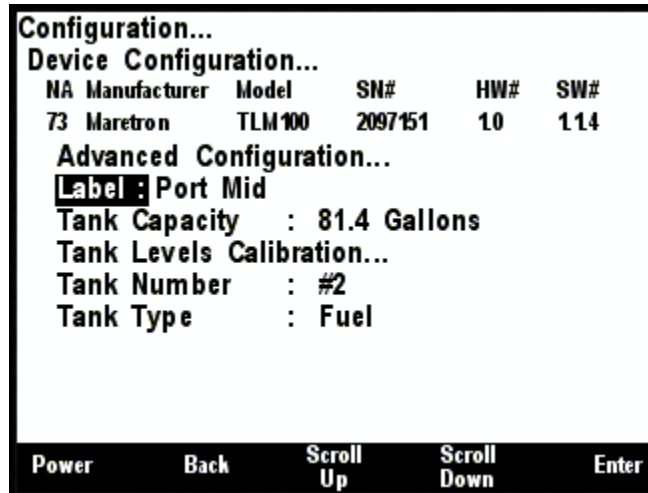 Configuration...
Device Configuration...
NA Manufacturer Model SN# HW# SW#
73 Maretron TLM100 2097151 1.0 1.1.4
Advanced Configuration...
Label : Port Mid
Tank Capacity : 81.4 Gallons
Tank Levels Calibration...
Tank Number : #2
Tank Type : Fuel
Power Back Scroll Up Scroll Down Enter